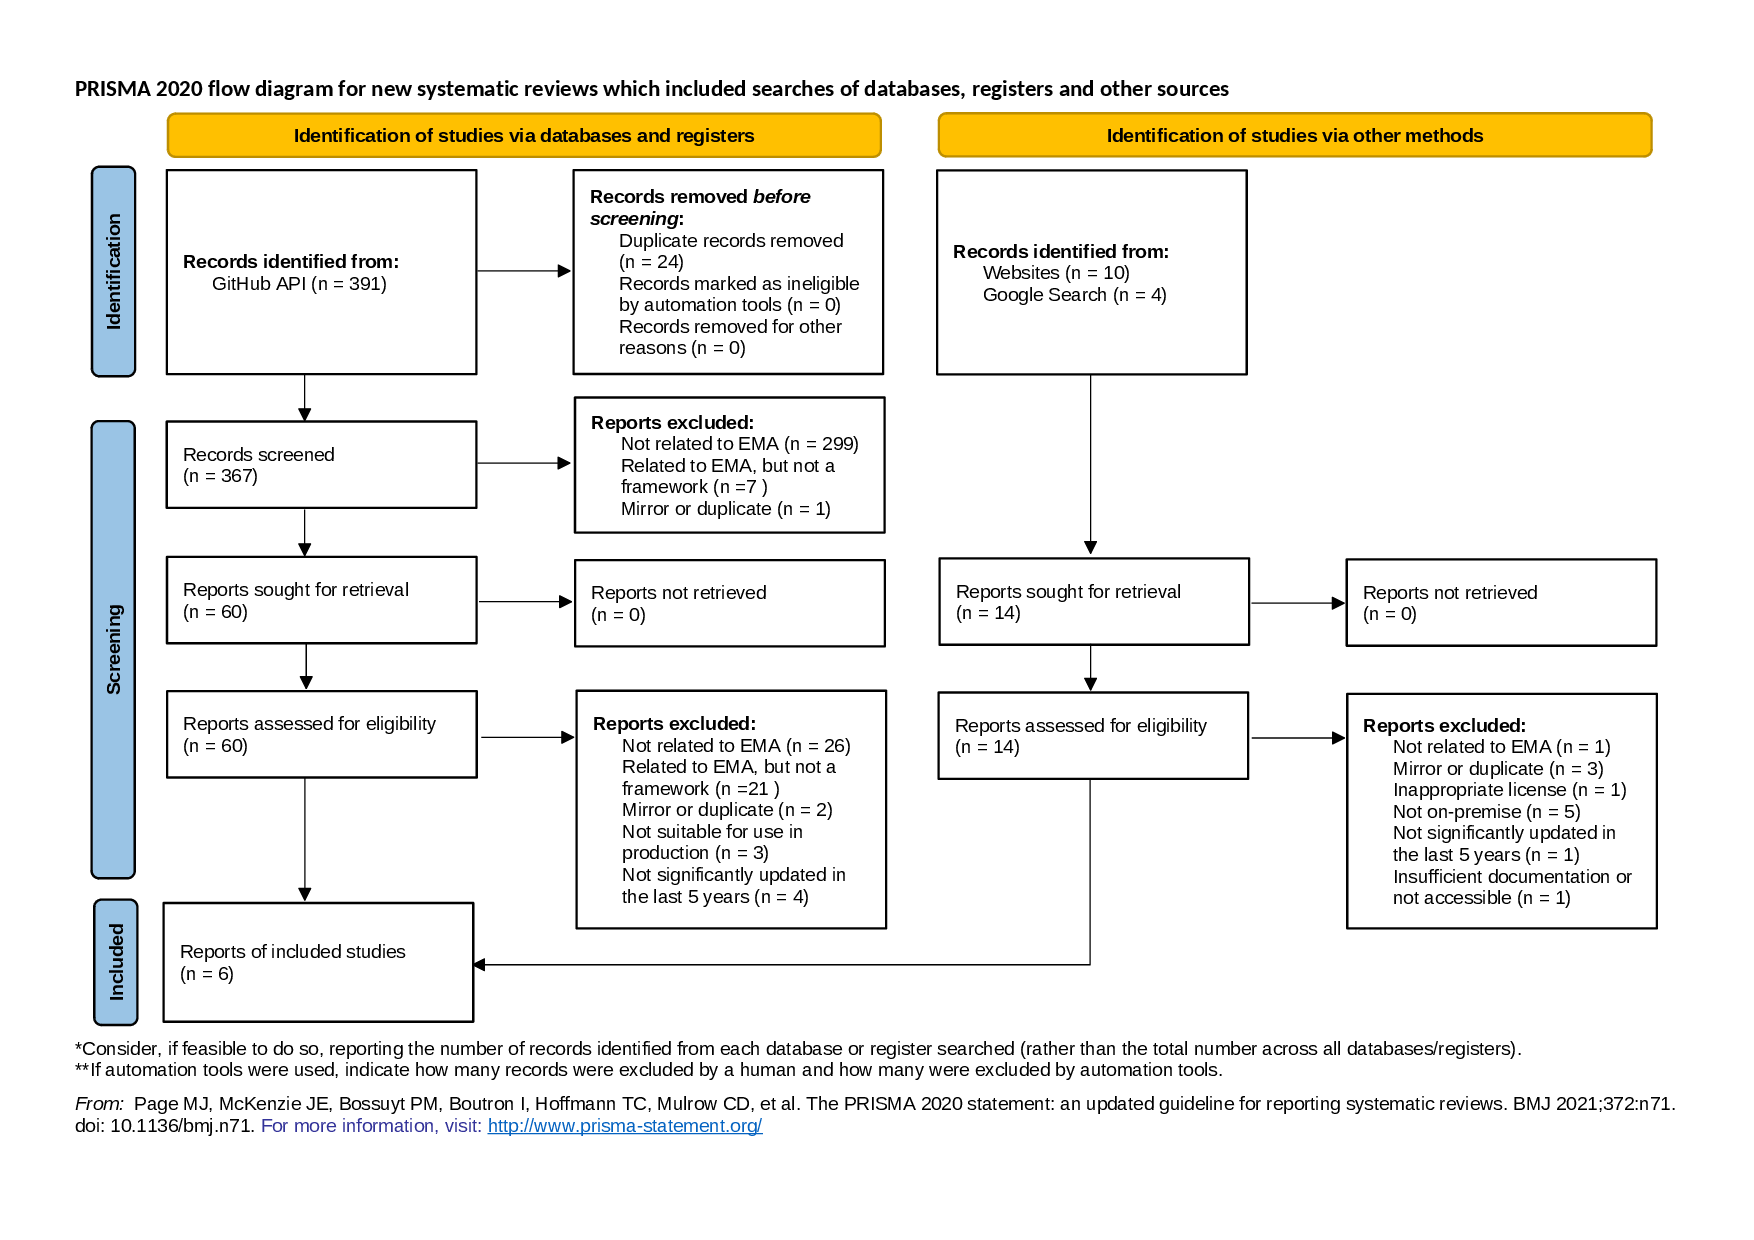 PRISMA 2020 flow diagram for new systematic reviews which included searches of databases, registers and other sources
Identification of studies via databases and registers
Identification of studies via other methods
Identification
Records identified from:
GitHub API (n = 391)
Records removed before
screening:
Duplicate records removed
(n = 24)
Records marked as ineligible
by automation tools (n = 0)
Records removed for other
reasons (n = 0)
Records identified from:
Websites (n = 10)
Google Search (n = 4)
Screening
Records screened
(n = 367)
Reports excluded:
Not related to EMA (n = 299)
Related to EMA, but not a
framework (n =7 )
Mirror or duplicate (n = 1)
Reports sought for retrieval
(n = 60)
Reports not retrieved
(n = 0)
Reports sought for retrieval
(n = 14)
Reports not retrieved
(n = 0)
Reports assessed for eligibility
(n = 60)
Reports excluded:
Not related to EMA (n = 26)
Related to EMA, but not a
framework (n =21 )
Mirror or duplicate (n = 2)
Not suitable for use in
production (n = 3)
Not significantly updated in
the last 5 years (n = 4)
Reports assessed for eligibility
(n = 14)
Reports excluded:
Not related to EMA (n = 1)
Mirror or duplicate (n = 3)
Inappropriate license (n = 1)
Not on-premise (n = 5)
Not significantly updated in
the last 5 years (n = 1)
Insufficient documentation or
not accessible (n = 1)
Included
Reports of included studies
(n = 6)
*Consider, if feasible to do so, reporting the number of records identified from each database or register searched (rather than the total number across all databases/registers).
**If automation tools were used, indicate how many records were excluded by a human and how many were excluded by automation tools.
From: Page MJ, McKenzie JE, Bossuyt PM, Boutron I, Hoffmann TC, Mulrow CD, et al. The PRISMA 2020 statement: an updated guideline for reporting systematic reviews. BMJ 2021;372:n71.
doi: 10.1136/bmj.n71. For more information, visit: http://www.prisma-statement.org/